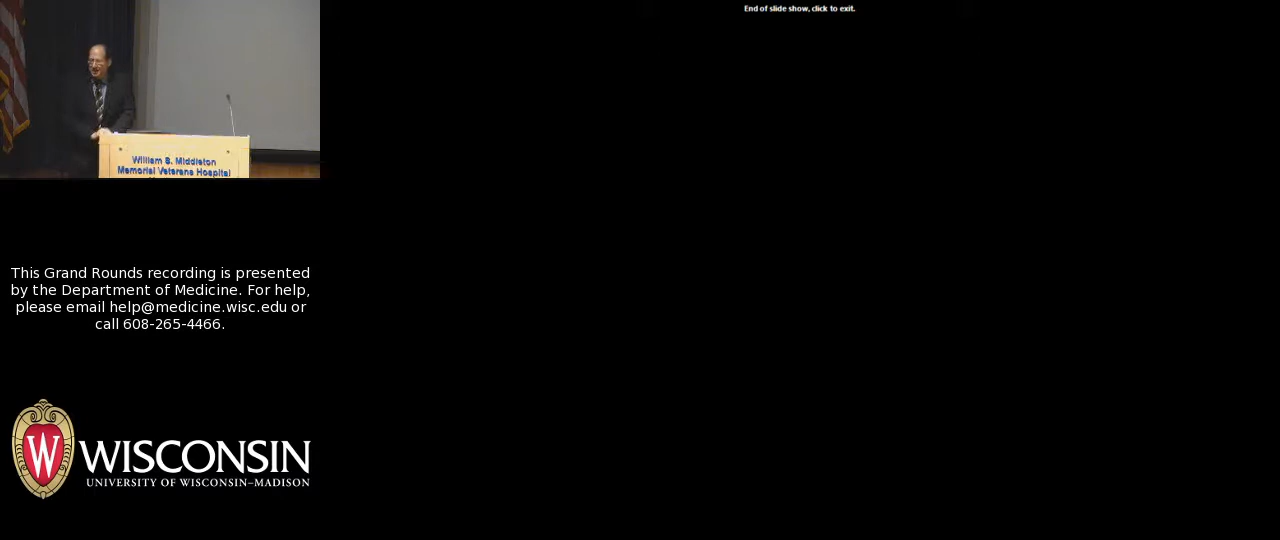 End of slide show, click to exit.
William S. Middleton
Memorial Veterans Hospital
This Grand Rounds recording is presented
by the Department of Medicine. For help,
please email help@medicine.wisc.edu or
call 608-265-4466.
W
WISCONSIN
UNIVERSITY OF WISCONSIN–MADISON